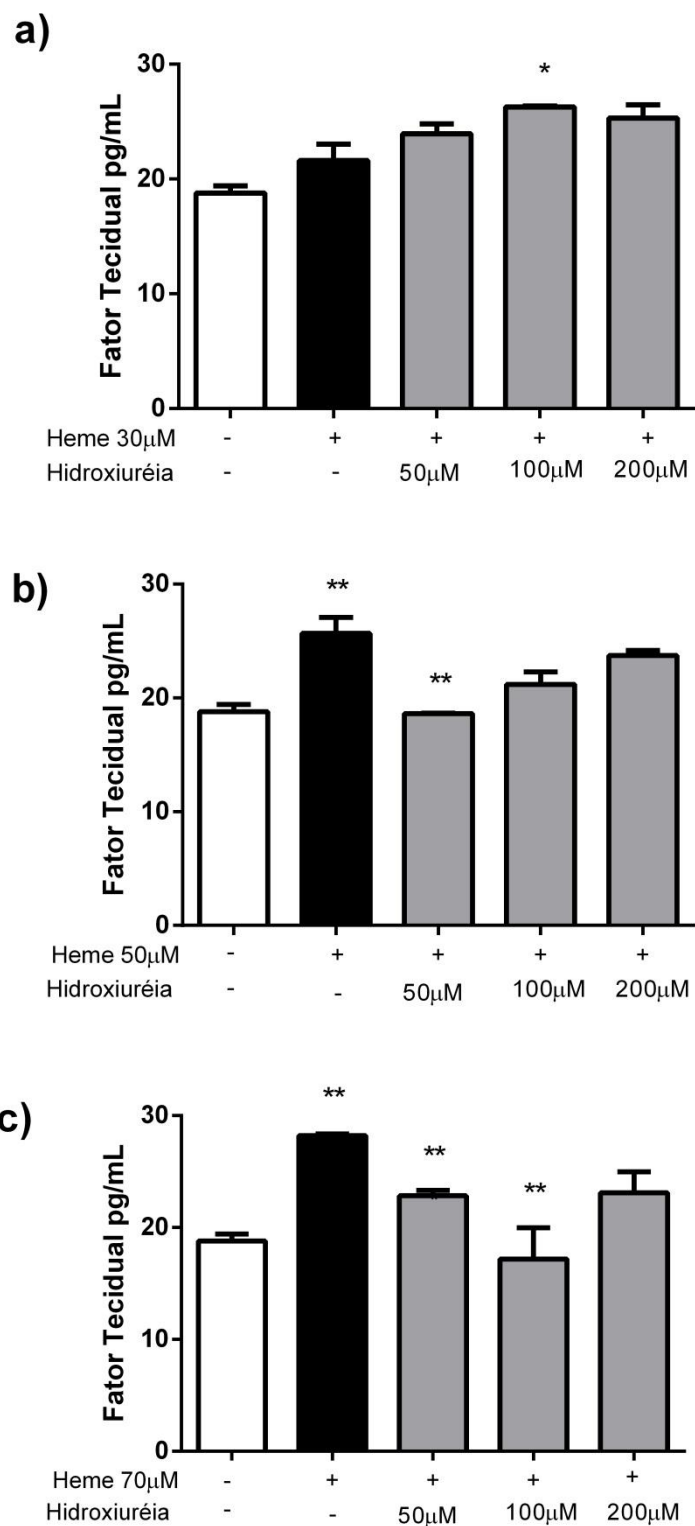 a)
Fator Tecidual pg/mL
30
20
10
0
*
Heme 30μM - + + + +
Hidroxiuréia - - 50μM 100μM 200μM
b)
Fator Tecidual pg/mL
30
20
10
0
**
**
Heme 50μM - + + + +
Hidroxiuréia - - 50μM 100μM 200μM
c)
Fator Tecidual pg/mL
30
20
10
0
**
**
**
Heme 70μM - + + + +
Hidroxiuréia - - 50μM 100μM 200μM